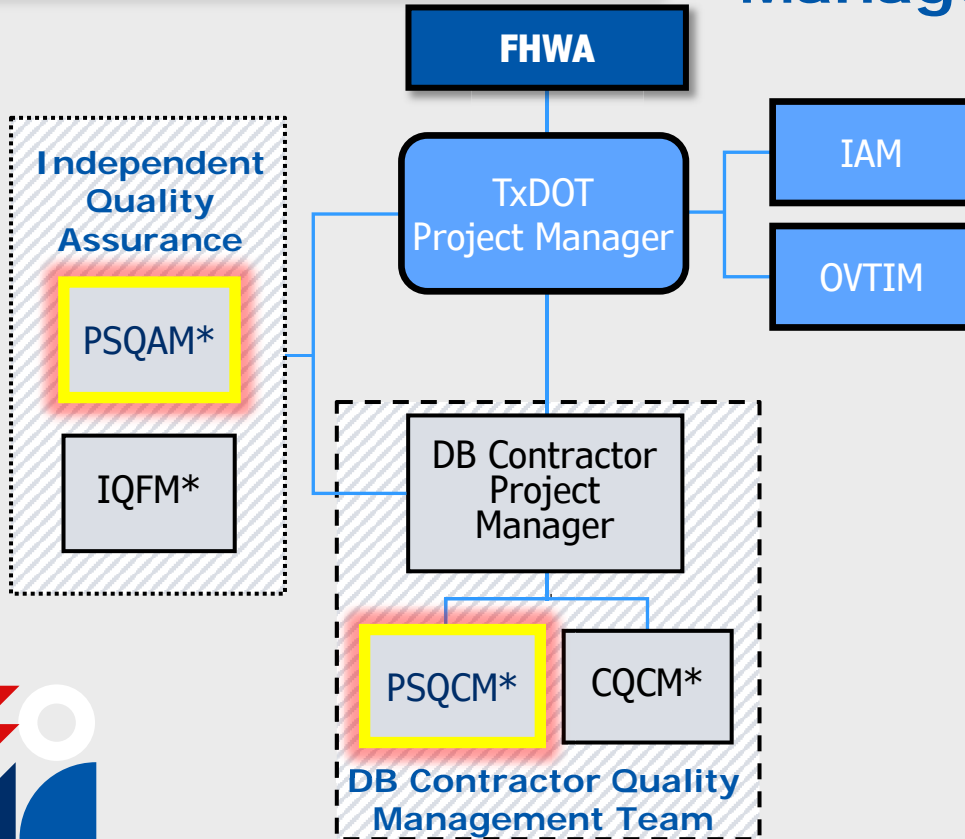 FHWA
Independent
Quality
Assurance
PSQAM*
IQFM*
TxDOT
Project Manager
IAM
OVTIM
DB Contractor
Project
Manager
PSQCM*
CQCM*
DB Contractor Quality
Management Team